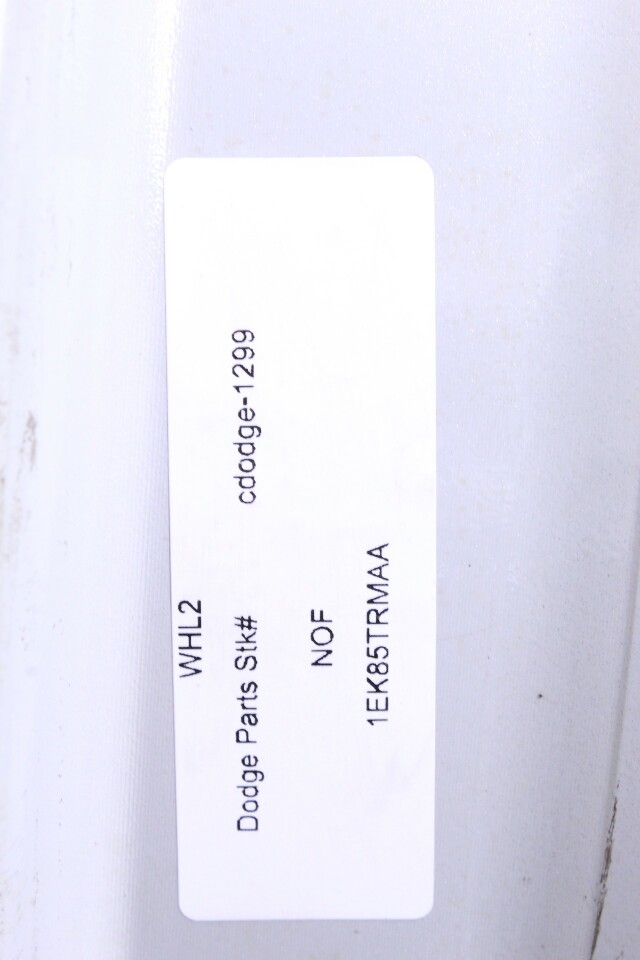 WHL2
Dodge Parts Stk# cdodge-1299
NOF
1EK85TRMAA